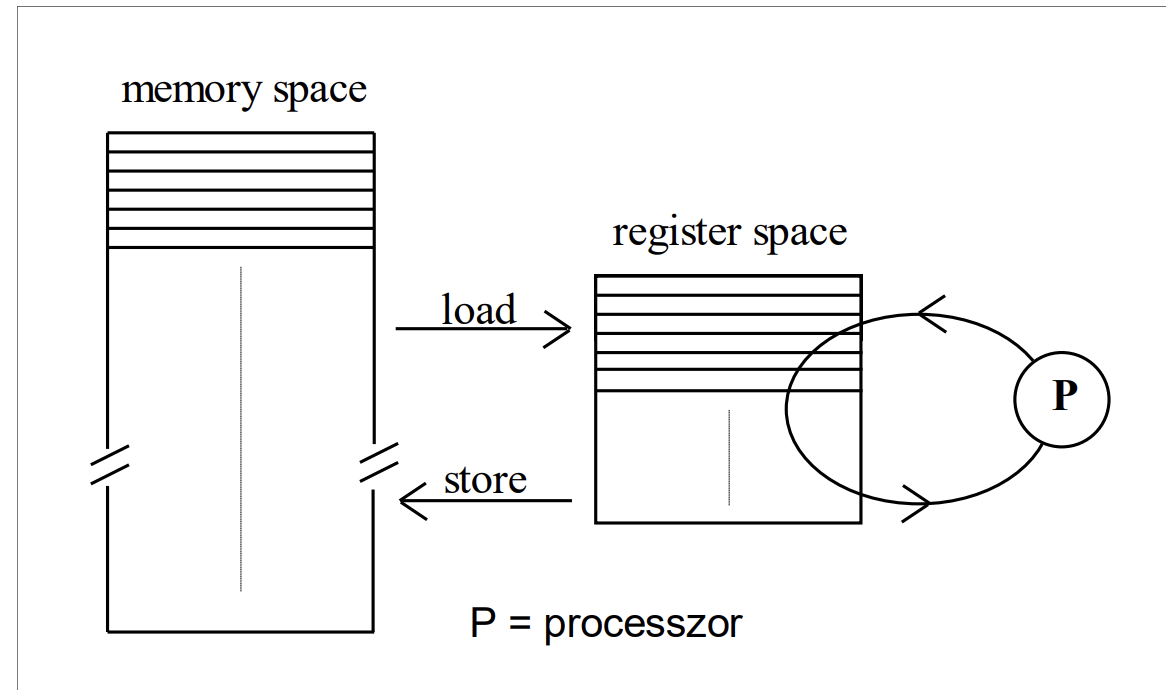 memory space
register space
load
P
store
P = processzor